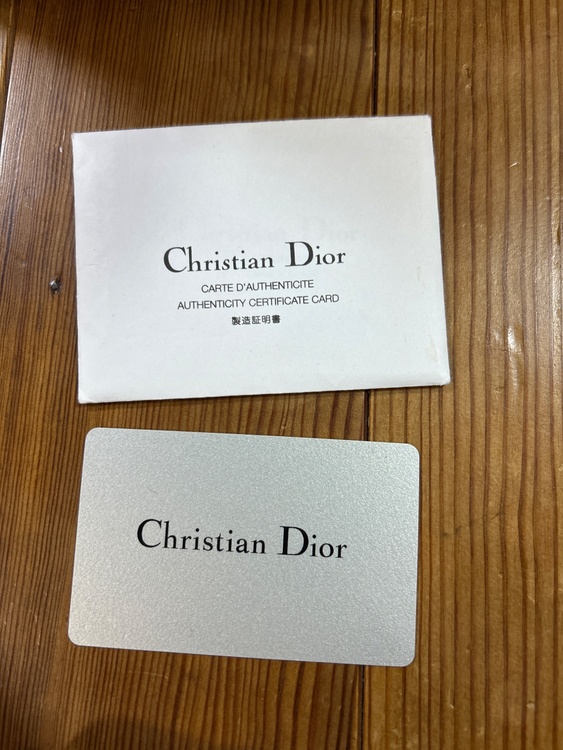 Christian Dior
CARTE D'AUTHENTICITE
AUTHENTICITY CERTIFICATE CARD
製造証明書
Christian Dior